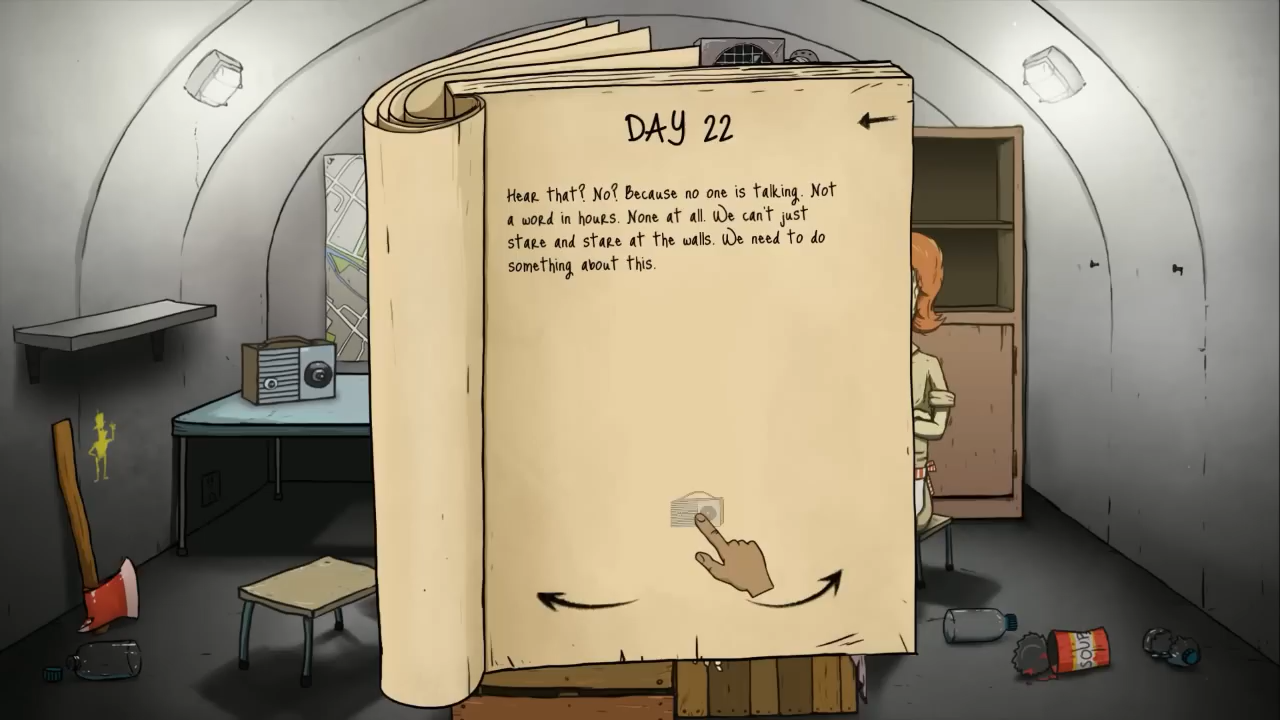 DAY 22
Hear that? No? Because no one is talking. Not
a word in hours. None at all. We can't just
stare and stare at the walls. We need to do
something about this.
SOUP